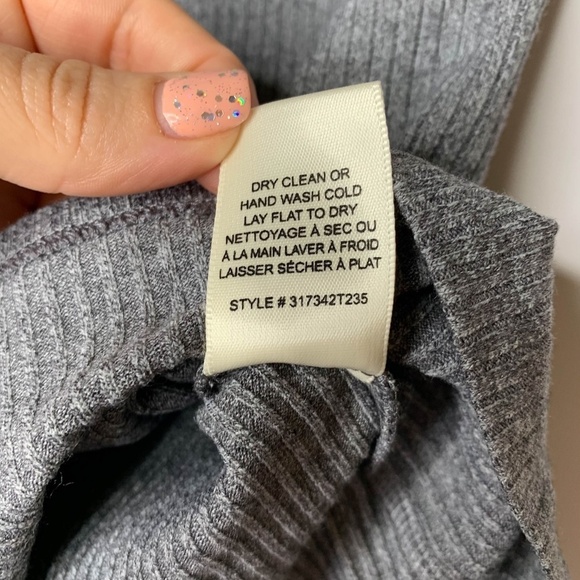 DRY CLEAN OR
HAND WASH COLD
LAY FLAT TO DRY
NETTOYAGE À SEC OU
À LA MAIN LAVER À FROID
LAISSER SÉCHER À PLAT
STYLE # 317342T235